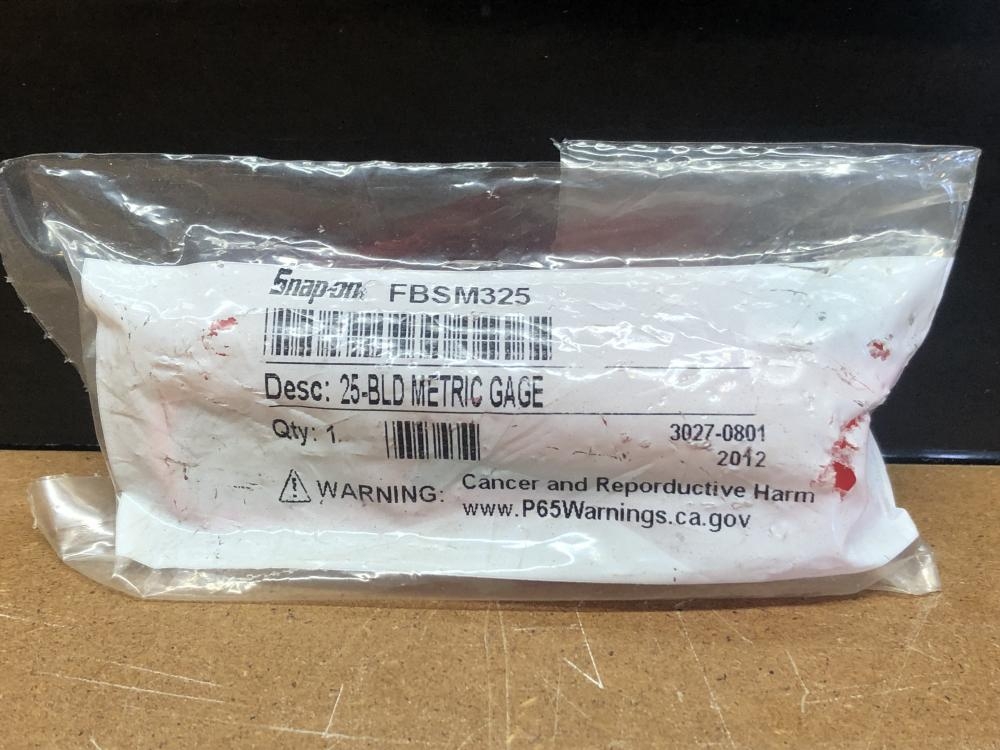 Snap-on FBSM325
Desc: 25-BLD METRIC GAGE
Qty: 1
3027-0801
2012
WARNING: Cancer and Reporductive Harm
www.P65Warnings.ca.gov